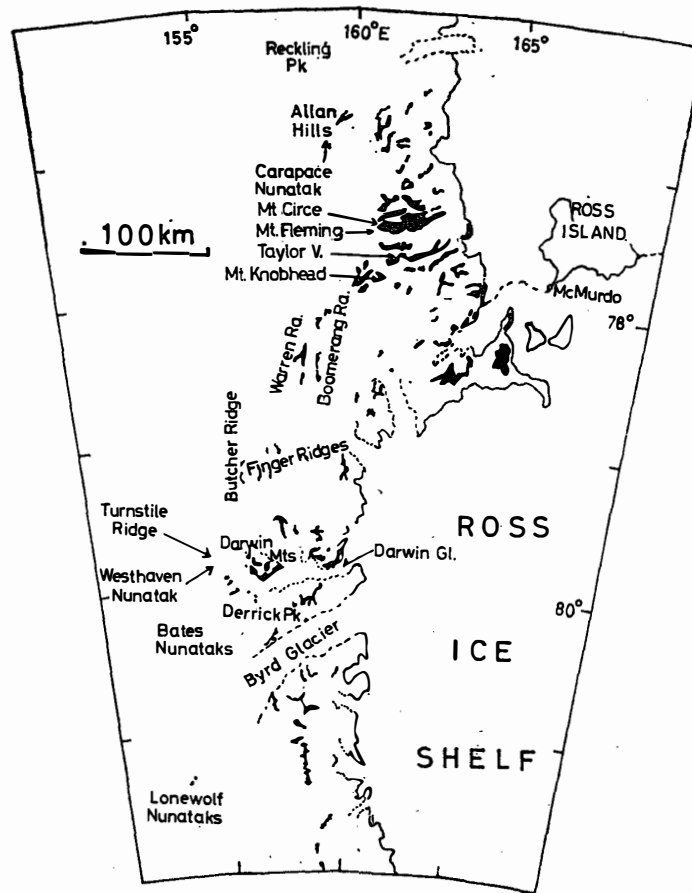 155°
160°E
165°
Reckling
Pk
Allan
Hills
Carapace
Nunatak
Mt. Circe
Mt. Fleming
Taylor V.
Mt. Knobhead
100km
ROSS
ISLAND
McMurdo
78°
Warren Ra.
Boomerang Ra.
Butcher Ridge
Finger Ridges
Turnstile
Ridge
Darwin
Mts
Darwin Gl.
Westhaven
Nunatak
Derrick Pk
Bates
Nunataks
Byrd Glacier
80°
ROSS
ICE
SHELF
Lonewolf
Nunataks